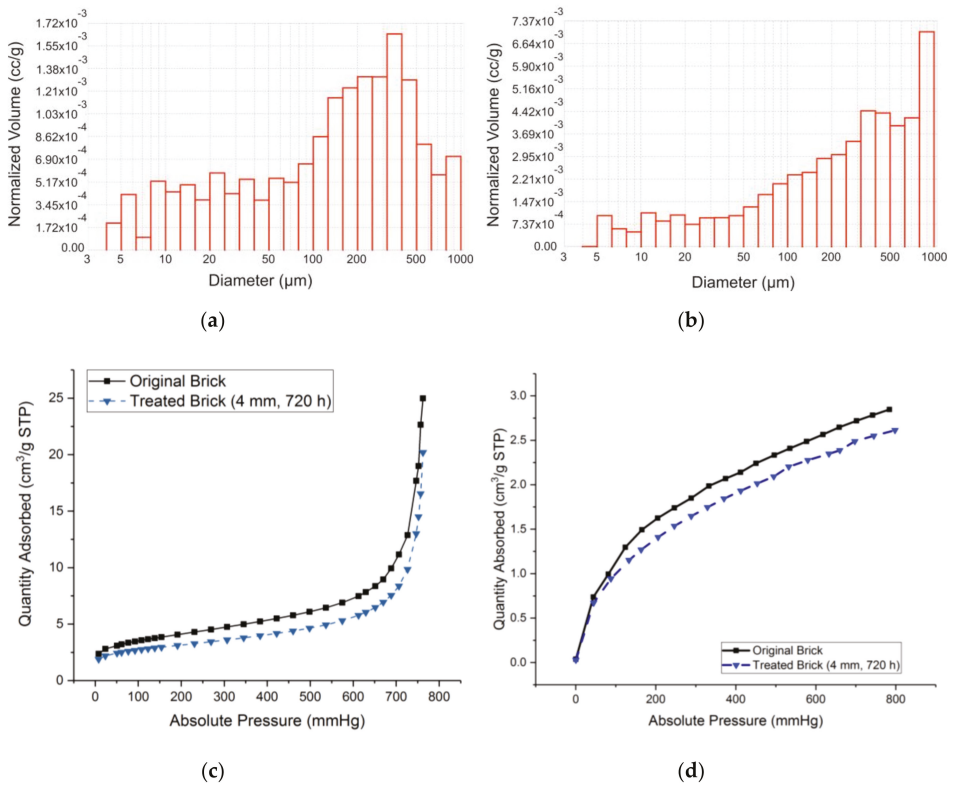 1.72x10 -3
1.55x10 -3
1.38x10 -3
1.21x10 -3
1.03x10 -3
8.62x10 -4
6.90x10 -4
5.17x10 -4
3.45x10 -4
1.72x10 -4
0.00
Normalized Volume (cc/g)
3 5 10 20 50 100 200 500 1000
Diameter (µm)
(a)
7.37x10 -3
6.64x10 -3
5.90x10 -3
5.16x10 -3
4.42x10 -3
3.69x10 -3
2.95x10 -3
2.21x10 -3
1.47x10 -3
7.37x10 -4
0.00
Normalized Volume (cc/g)
3 5 10 20 50 100 200 500 1000
Diameter (µm)
(b)
Original Brick
Treated Brick (4 mm, 720 h)
25
20
15
10
5
0
Quantity Adsorbed (cm³/g STP)
0 100 200 300 400 500 600 700 800
Absolute Pressure (mmHg)
(c)
3.0
2.5
2.0
1.5
1.0
0.5
0.0
Quantity Absorbed (cm³/g STP)
Original Brick
Treated Brick (4 mm, 720 h)
0 200 400 600 800
Absolute Pressure (mmHg)
(d)